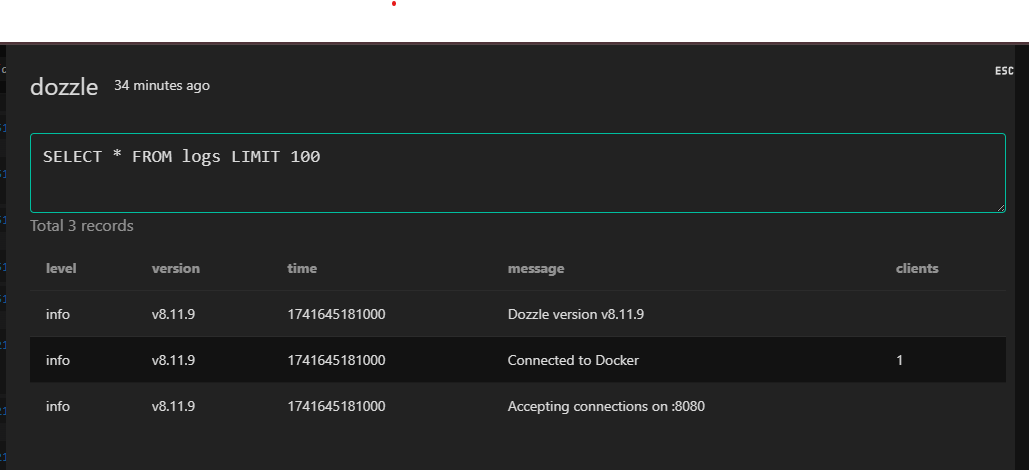 dozzle 34 minutes ago ESC
SELECT * FROM logs LIMIT 100
Total 3 records
level version time message clients
info v8.11.9 1741645181000 Dozzle version v8.11.9
info v8.11.9 1741645181000 Connected to Docker 1
info v8.11.9 1741645181000 Accepting connections on :8080